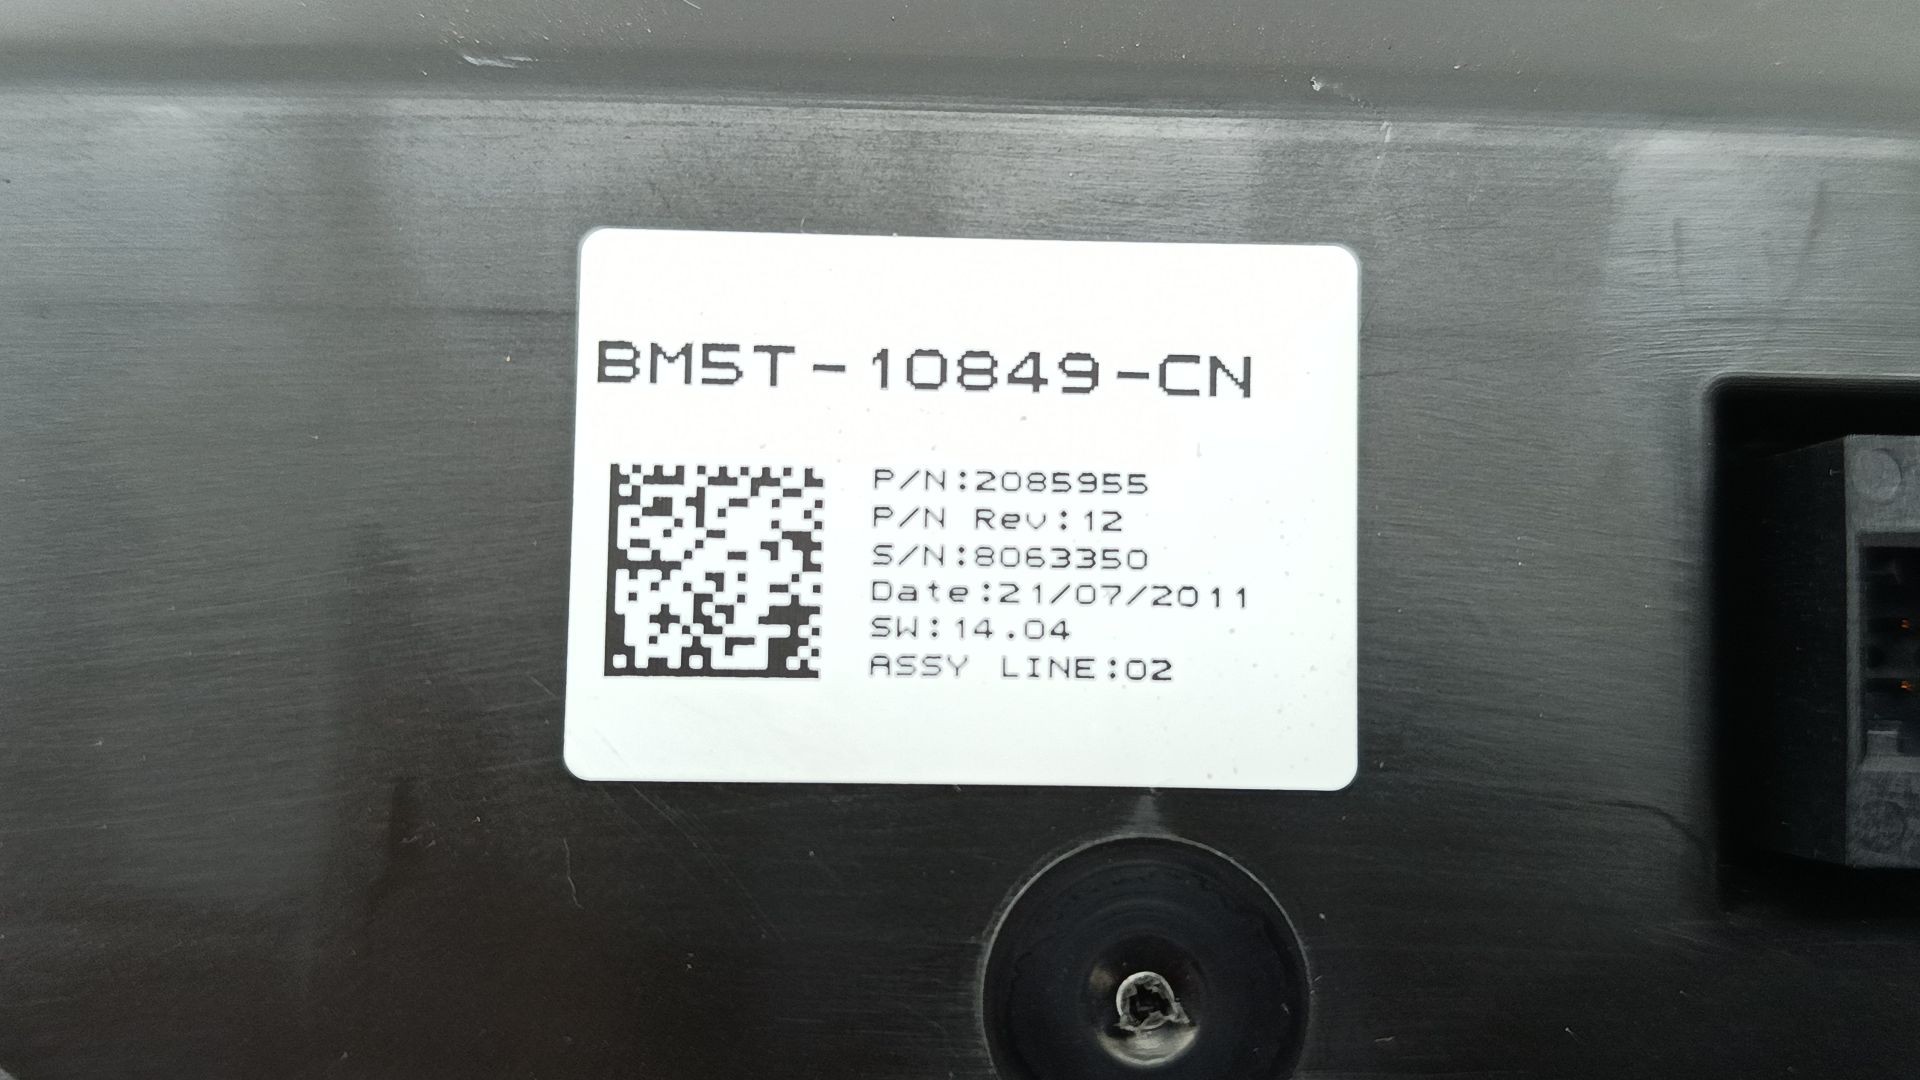 BM5T-10849-CN
P/N:2085955
P/N Rev:12
S/N:8063350
Date:21/07/2011
SW:14.04
ASSY LINE:02